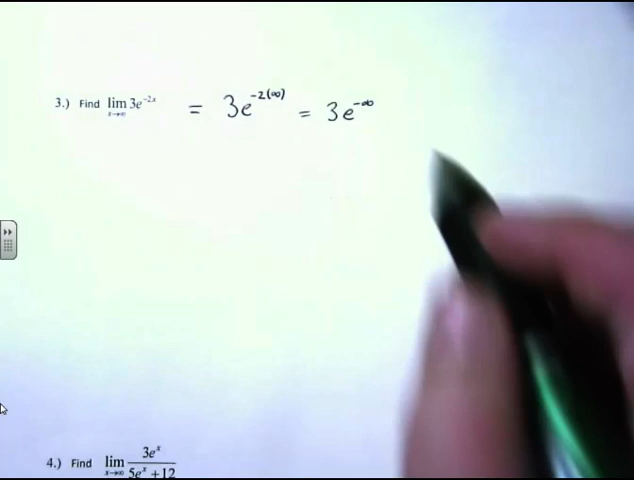 3.) Find lim x→∞ 3e^{-2x} = 3e^{-2(∞)} = 3e^{-∞}
4.) Find lim x→∞ 3e^x / 5e^x + 12